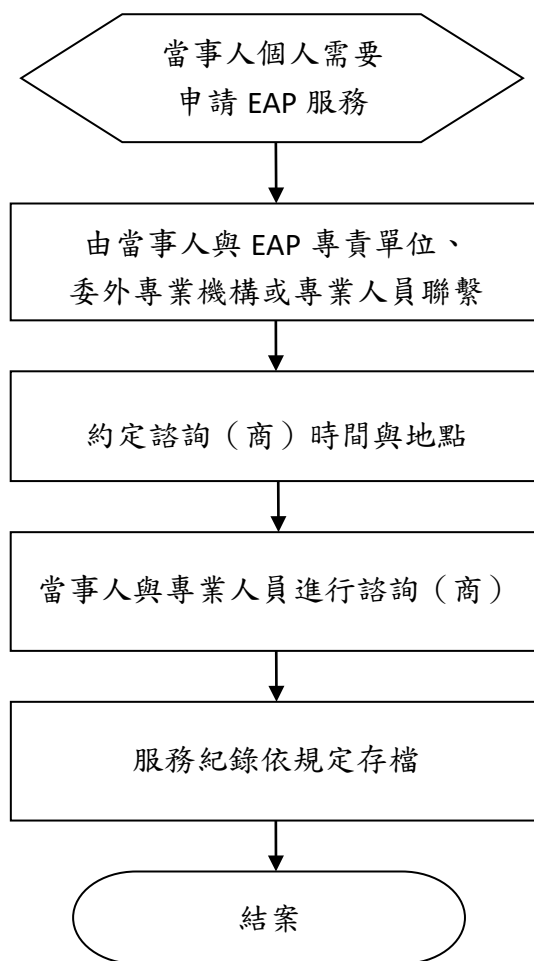 當事人個人需要
申請 EAP 服務
由當事人與 EAP 專責單位、
委外專業機構或專業人員聯繫
約定諮詢（商）時間與地點
當事人與專業人員進行諮詢（商）
服務紀錄依規定存檔
結案